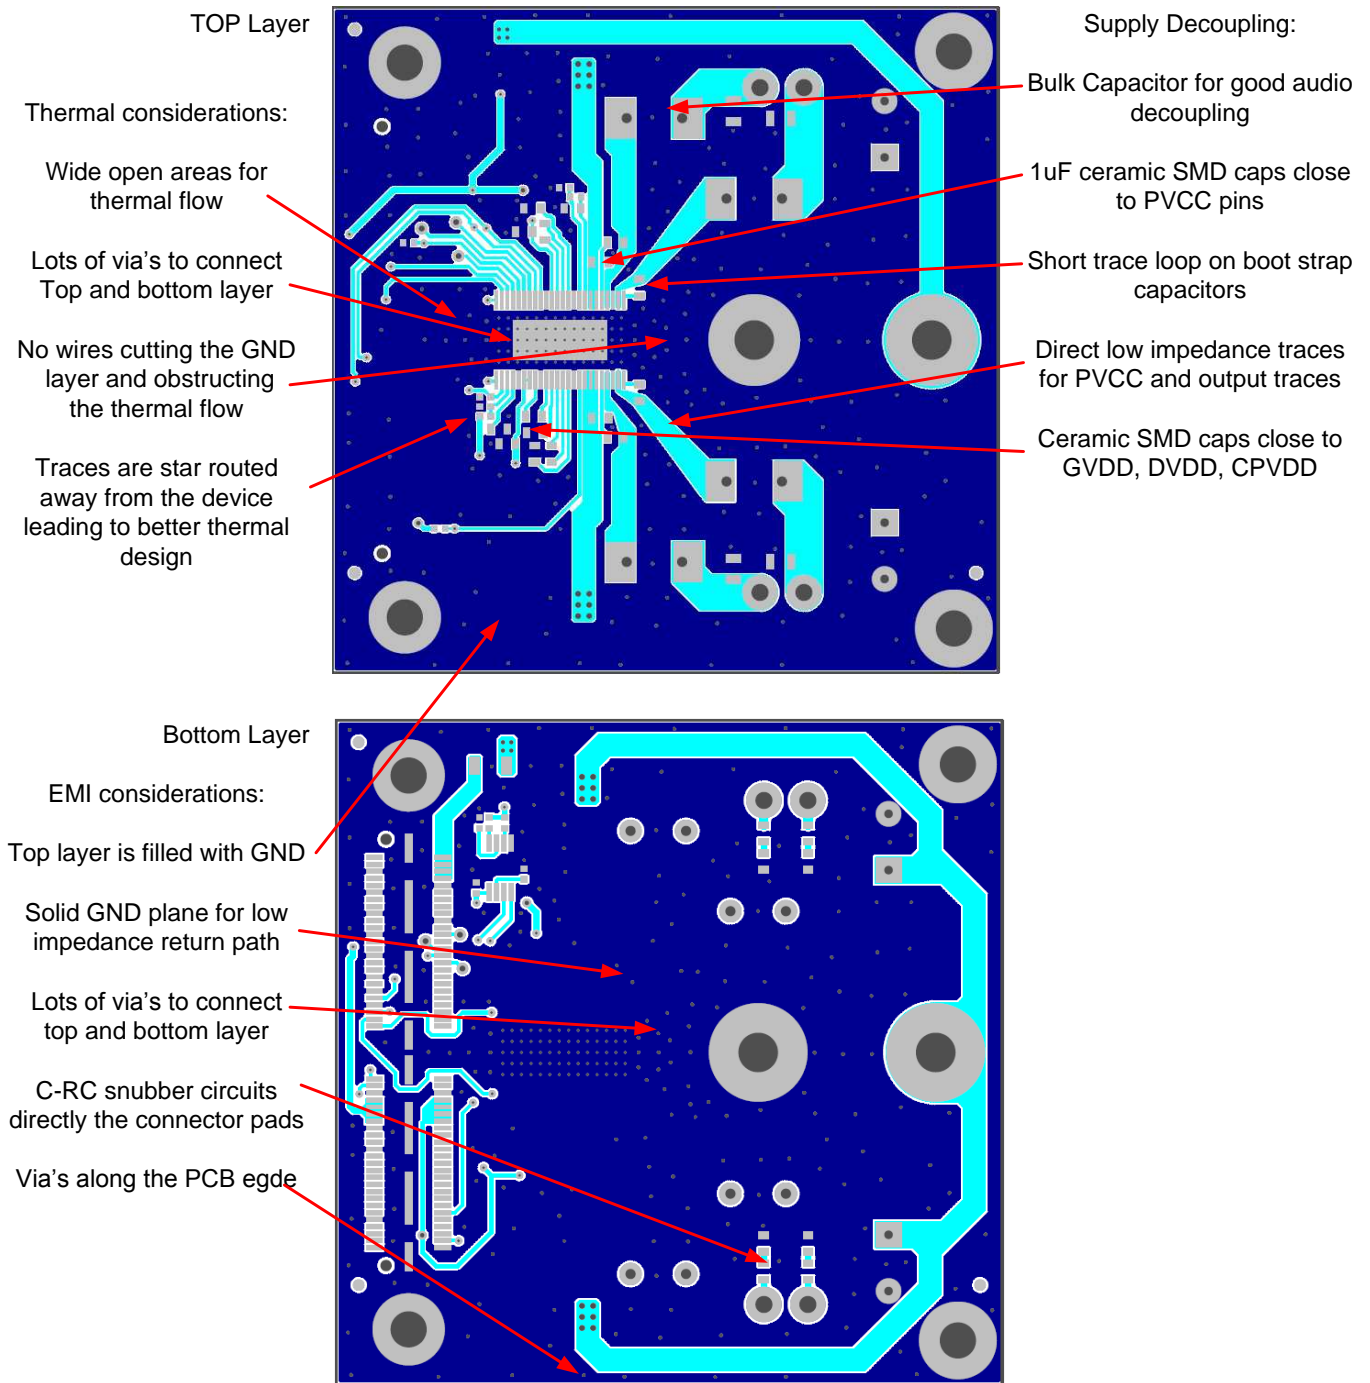 TOP Layer
Thermal considerations:
Wide open areas for
thermal flow
Lots of via's to connect
Top and bottom layer
No wires cutting the GND
layer and obstructing
the thermal flow
Traces are star routed
away from the device
leading to better thermal
design
Supply Decoupling:
Bulk Capacitor for good audio
decoupling
1uF ceramic SMD caps close
to PVCC pins
Short trace loop on boot strap
capacitors
Direct low impedance traces
for PVCC and output traces
Ceramic SMD caps close to
GVDD, DVDD, CPVDD
Bottom Layer
EMI considerations:
Top layer is filled with GND
Solid GND plane for low
impedance return path
Lots of via's to connect
top and bottom layer
C-RC snubber circuits
directly the connector pads
Via's along the PCB egde